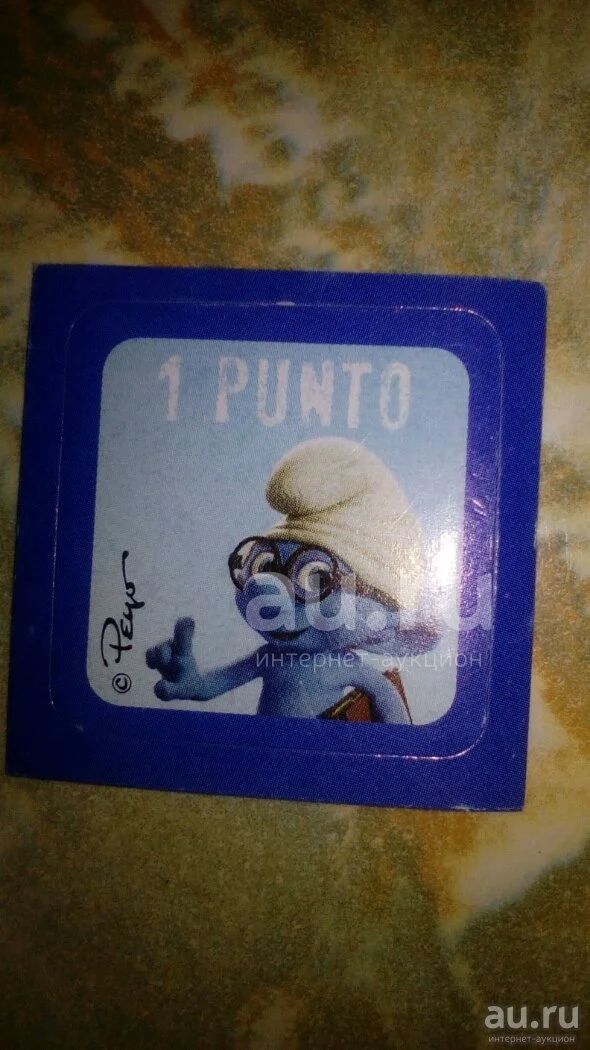 1 PUNTO
© Peyo
au.ru
интернет-аукцион
au.ru
интернет-аукцион